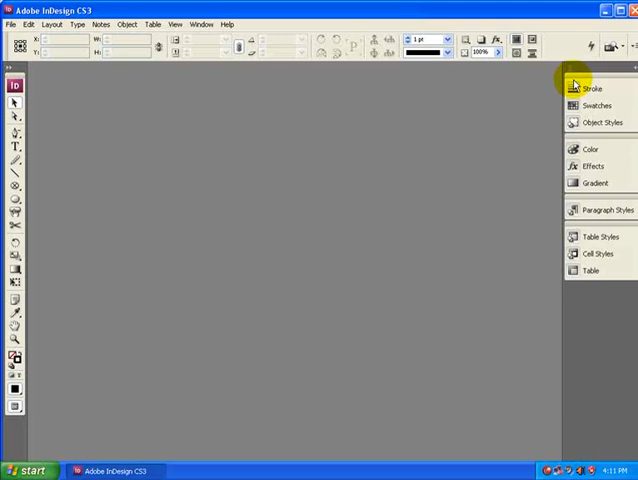 Adobe InDesign CS3
File Edit Layout Type Notes Object Table View Window Help
X: W: 1 pt
Y: H: 100%
Stroke
Swatches
Object Styles
Color
Effects
Gradient
Paragraph Styles
Table Styles
Cell Styles
Table
start Adobe InDesign CS3 4:11 PM